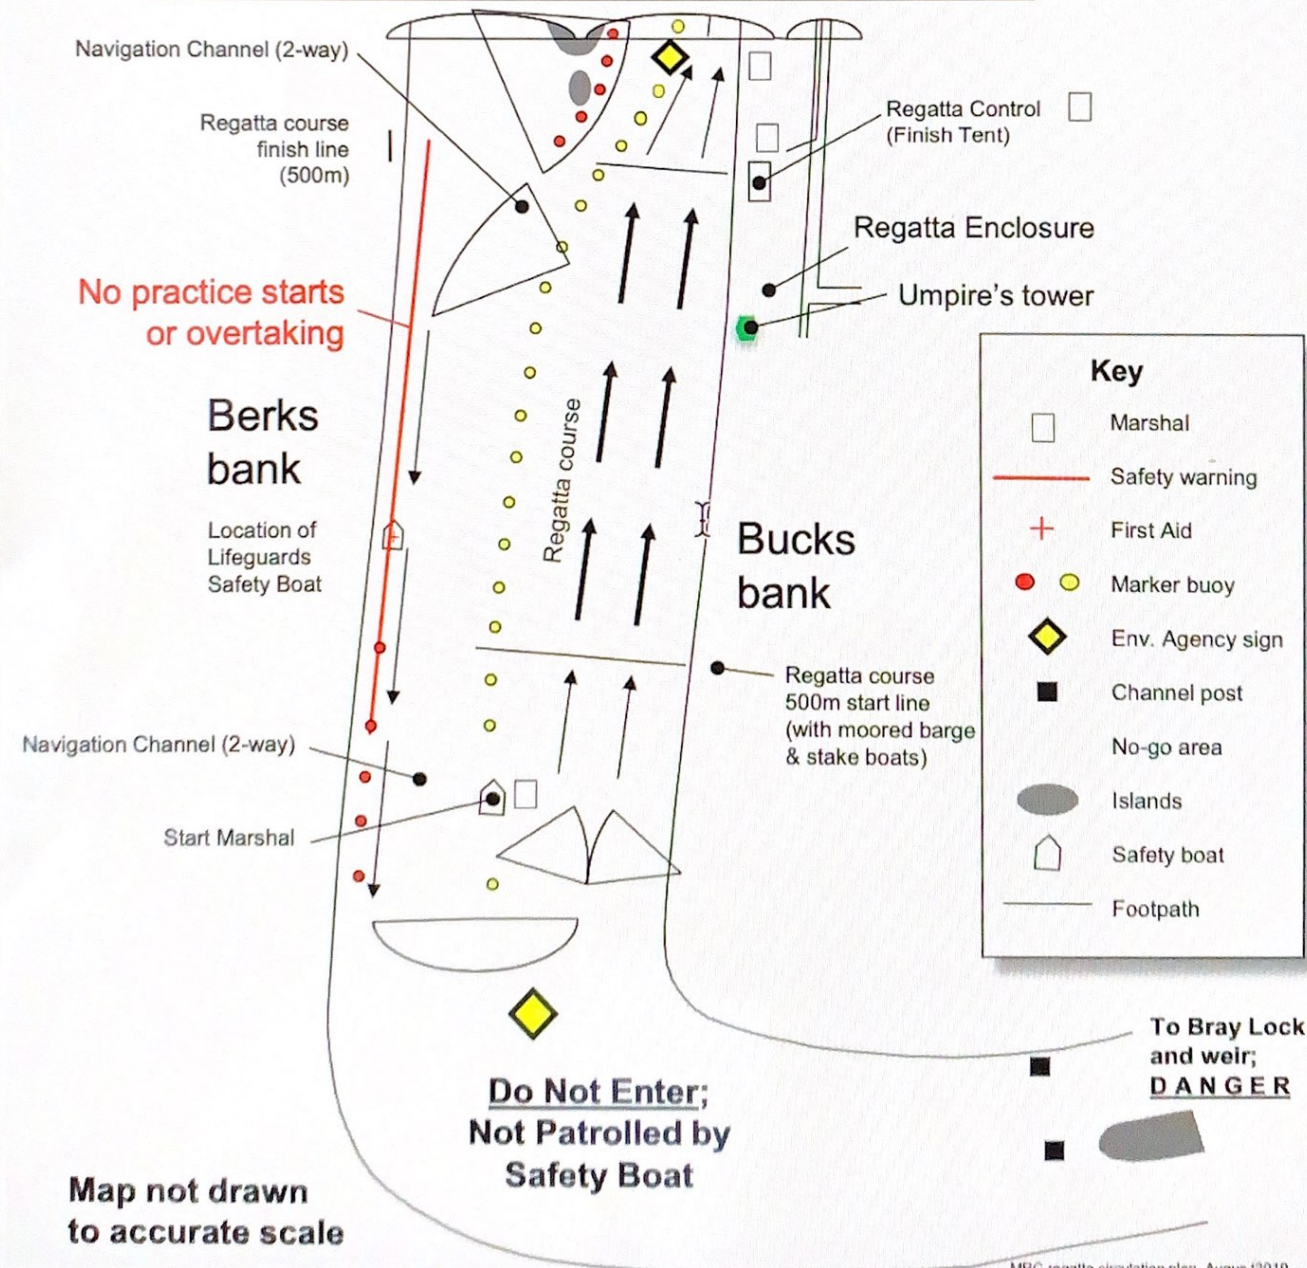 Navigation Channel (2-way)
Regatta course
finish line
(500m)
Regatta Control
(Finish Tent)
Regatta Enclosure
Umpire's tower
No practice starts
or overtaking
Berks
bank
Location of
Lifeguards
Safety Boat
Regatta course
Bucks
bank
Regatta course
500m start line
(with moored barge
& stake boats)
Navigation Channel (2-way)
Start Marshal
Key
Marshal
Safety warning
First Aid
Marker buoy
Env. Agency sign
Channel post
No-go area
Islands
Safety boat
Footpath
To Bray Lock
and weir;
DANGER
Do Not Enter;
Not Patrolled by
Safety Boat
Map not drawn
to accurate scale
regatta circulation plan